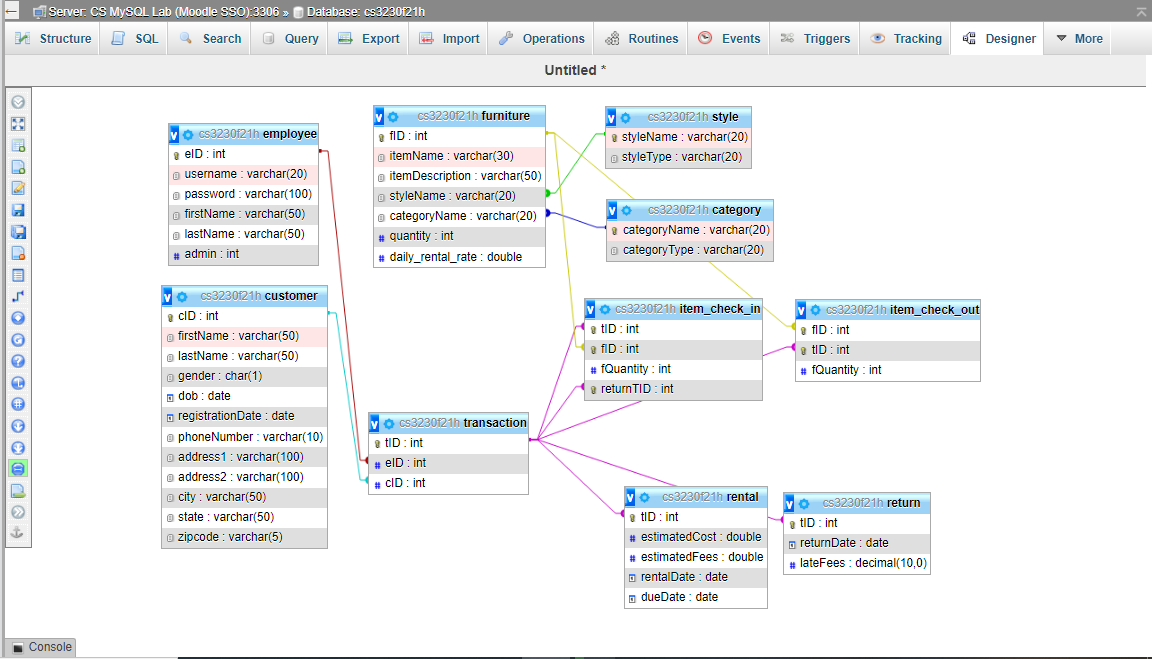 Server: CS MySQL Lab (Moodle SSO):3306 » Database: cs3230f21h
Structure SQL Search Query Export Import Operations Routines Events Triggers Tracking Designer More
Untitled *
v cs3230f21h employee
eID : int
username : varchar(20)
password : varchar(100)
firstName : varchar(50)
lastName : varchar(50)
# admin : int
v cs3230f21h furniture
fID : int
itemName : varchar(30)
itemDescription : varchar(50)
styleName : varchar(20)
categoryName : varchar(20)
# quantity : int
# daily_rental_rate : double
v cs3230f21h style
styleName : varchar(20)
styleType : varchar(20)
v cs3230f21h category
categoryName : varchar(20)
categoryType : varchar(20)
v cs3230f21h customer
cID : int
firstName : varchar(50)
lastName : varchar(50)
gender : char(1)
dob : date
registrationDate : date
phoneNumber : varchar(10)
address1 : varchar(100)
address2 : varchar(100)
city : varchar(50)
state : varchar(50)
zipcode : varchar(5)
v cs3230f21h item_check_in
tID : int
fID : int
# fQuantity : int
returnTID : int
v cs3230f21h item_check_out
fID : int
tID : int
# fQuantity : int
v cs3230f21h transaction
tID : int
# eID : int
# cID : int
v cs3230f21h rental
tID : int
# estimatedCost : double
# estimatedFees : double
rentalDate : date
dueDate : date
v cs3230f21h return
tID : int
returnDate : date
# lateFees : decimal(10,0)
Console